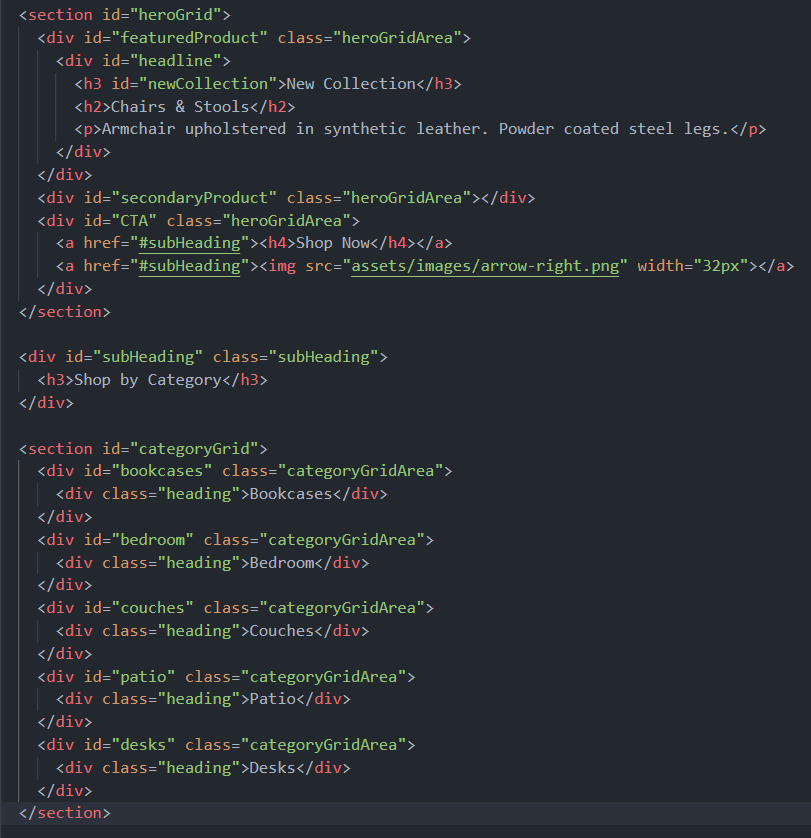 <section id="heroGrid">
<div id="featuredProduct" class="heroGridArea">
<div id="headline">
<h3 id="newCollection">New Collection</h3>
<h2>Chairs & Stools</h2>
<p>Armchair upholstered in synthetic leather. Powder coated steel legs.</p>
</div>
</div>
<div id="secondaryProduct" class="heroGridArea"></div>
<div id="CTA" class="heroGridArea">
<a href="#subHeading"><h4>Shop Now</h4></a>
<a href="#subHeading"><img src="assets/images/arrow-right.png" width="32px"></a>
</div>
</section>
<div id="subHeading" class="subHeading">
<h3>Shop by Category</h3>
</div>
<section id="categoryGrid">
<div id="bookcases" class="categoryGridArea">
<div class="heading">Bookcases</div>
</div>
<div id="bedroom" class="categoryGridArea">
<div class="heading">Bedroom</div>
</div>
<div id="couches" class="categoryGridArea">
<div class="heading">Couches</div>
</div>
<div id="patio" class="categoryGridArea">
<div class="heading">Patio</div>
</div>
<div id="desks" class="categoryGridArea">
<div class="heading">Desks</div>
</div>
</section>